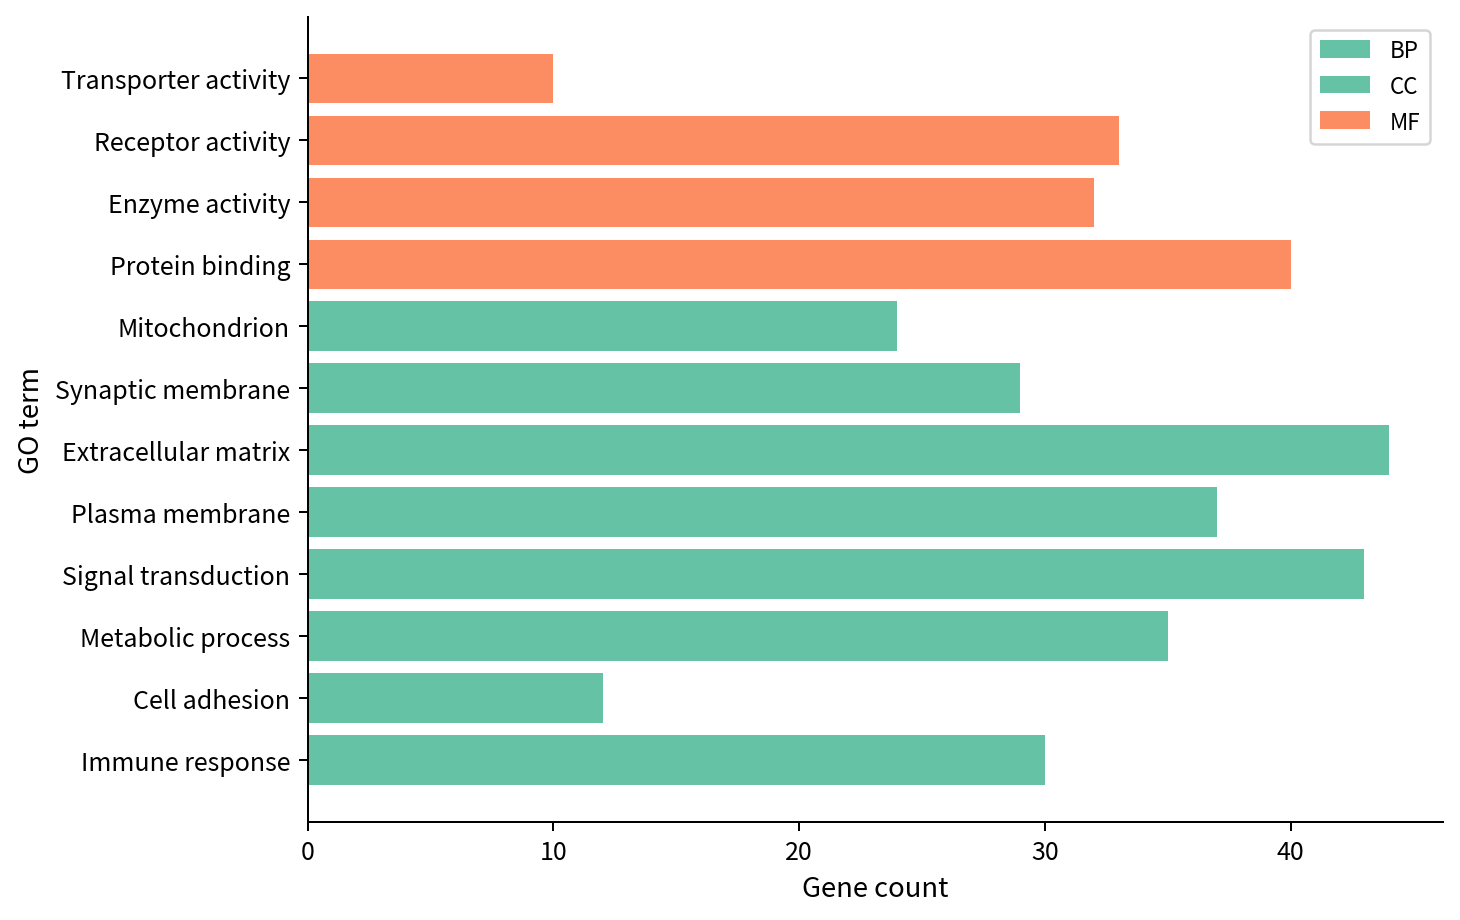 BP
CC
MF
Transporter activity
Receptor activity
Enzyme activity
Protein binding
Mitochondrion
Synaptic membrane
Extracellular matrix
Plasma membrane
Signal transduction
Metabolic process
Cell adhesion
Immune response
GO term
0 10 20 30 40
Gene count